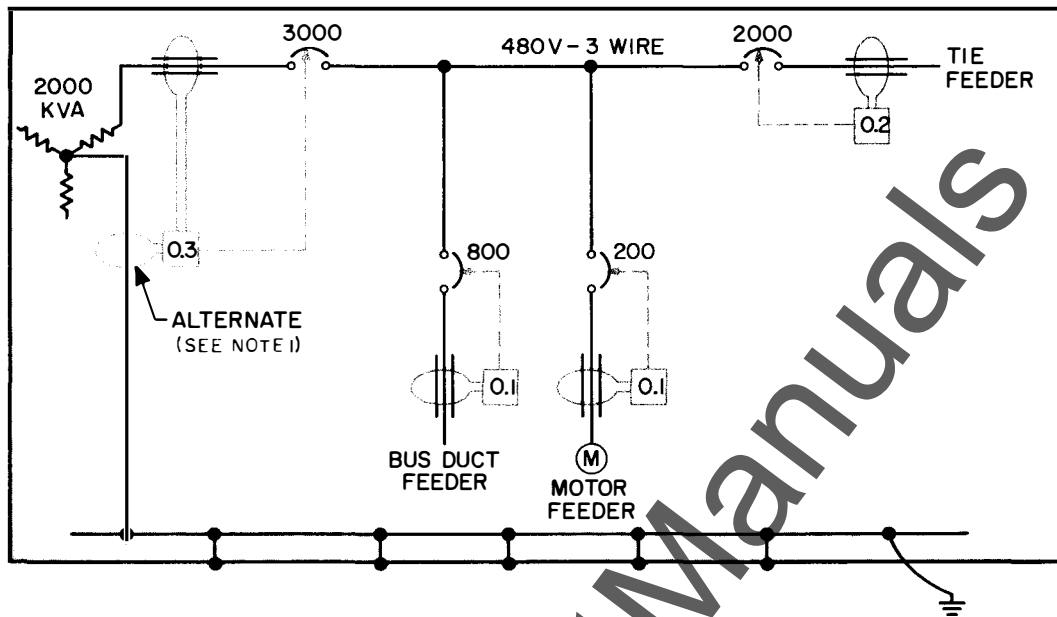 3000
480V-3 WIRE
2000
TIE
FEEDER
2000
KVA
0.2
0.3
800
200
ALTERNATE
(SEE NOTE 1)
0.1
0.1
BUS DUCT
FEEDER
M
MOTOR
FEEDER
Manuals